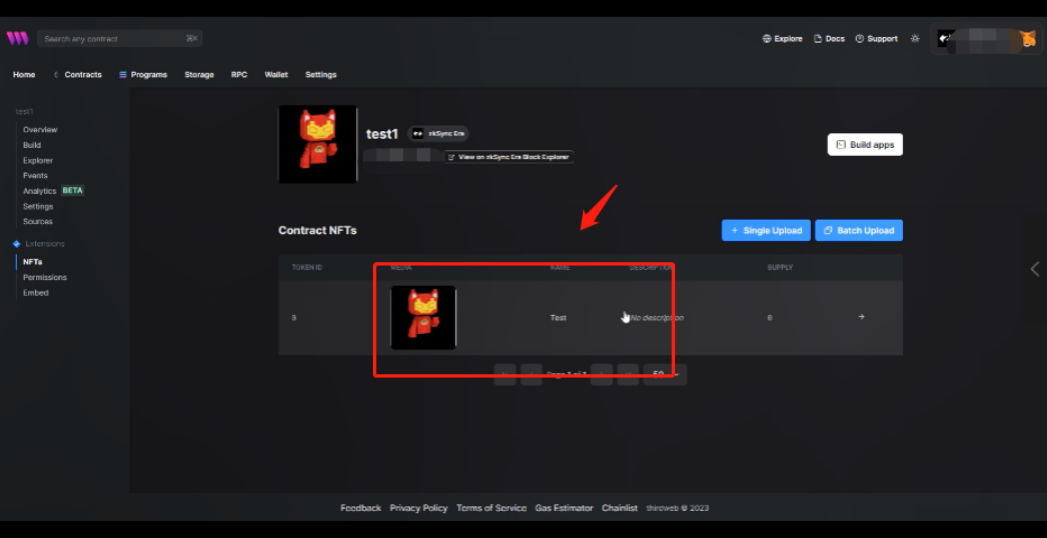 Search any contract ⌘K Explore Docs Support
Home Contracts Programs Storage RPC Wallet Settings
test1
Overview
Build
Explorer
Events
Analytics BETA
Settings
Sources
Extensions
NFTs
Permissions
Embed
test1 zkSync Era
View on zkSync Era Block Explorer
Build apps
Contract NFTs
+ Single Upload Batch Upload
TOKEN ID MEDIA NAME DESCRIPTION SUPPLY
Test No description
Page 1 of 1 50
Feedback Privacy Policy Terms of Service Gas Estimator Chainlist thirdweb © 2023